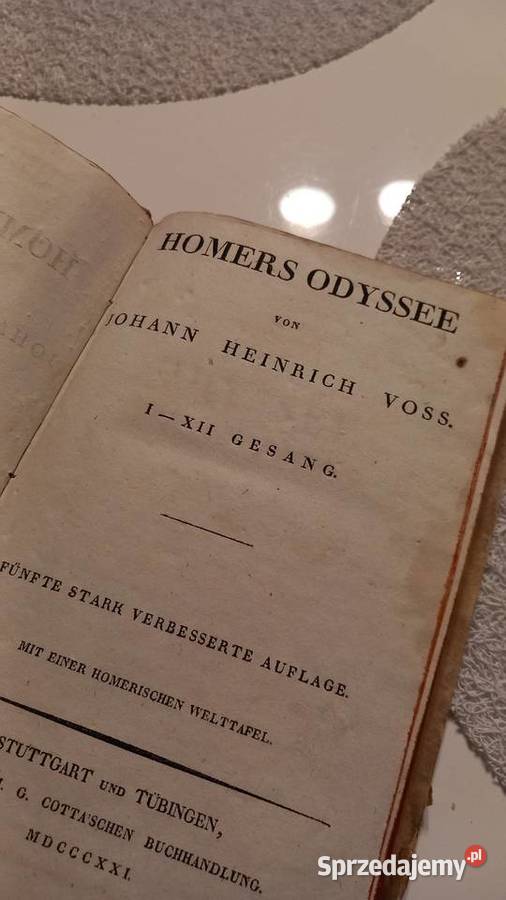 HOMERS ODYSSEE
VON
JOHANN HEINRICH VOSS.
I — XII GESANG.
FÜNFTE STARK VERBESSERTE AUFLAGE.
MIT EINER HOMERISCHEN WELTTAFEL.
STUTTGART UND TÜBINGEN,
G. COTTA'SCHEN BUCHHANDLUNG.
MDCCCXXI.
Sprzedajemy.pl